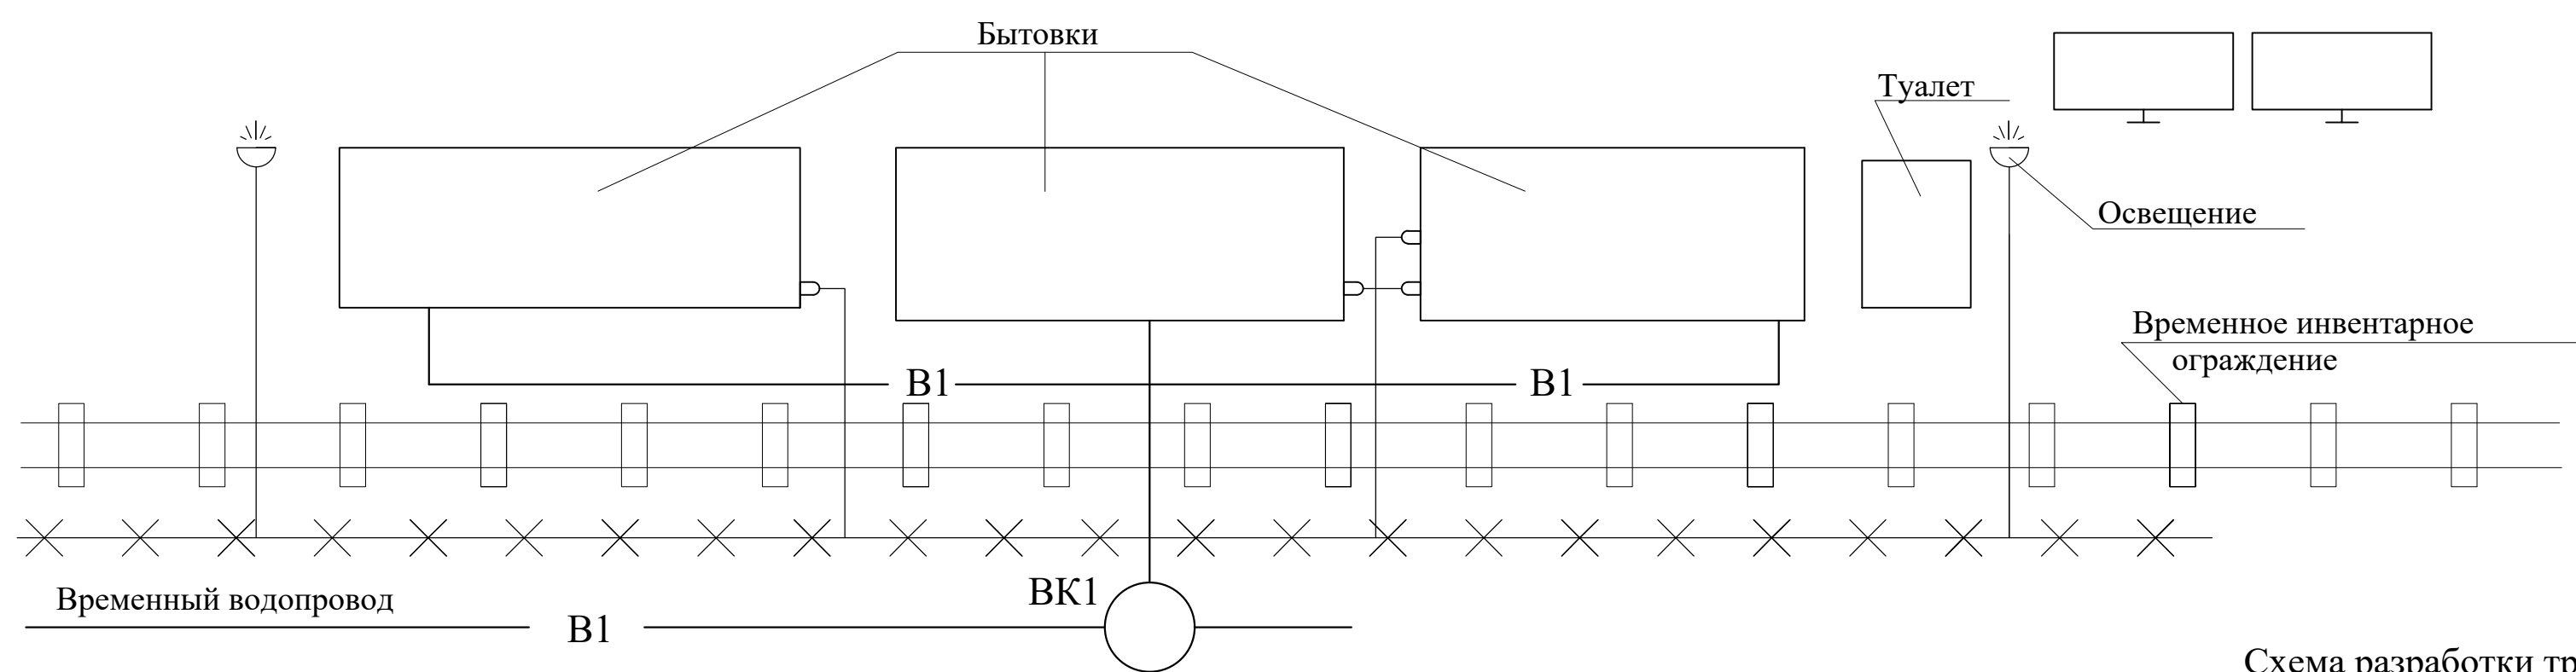 Бытовки
Туалет
Освещение
Временное инвентарное
ограждение
В1
В1
ВК1
Временный водопровод
В1
Схема разработки